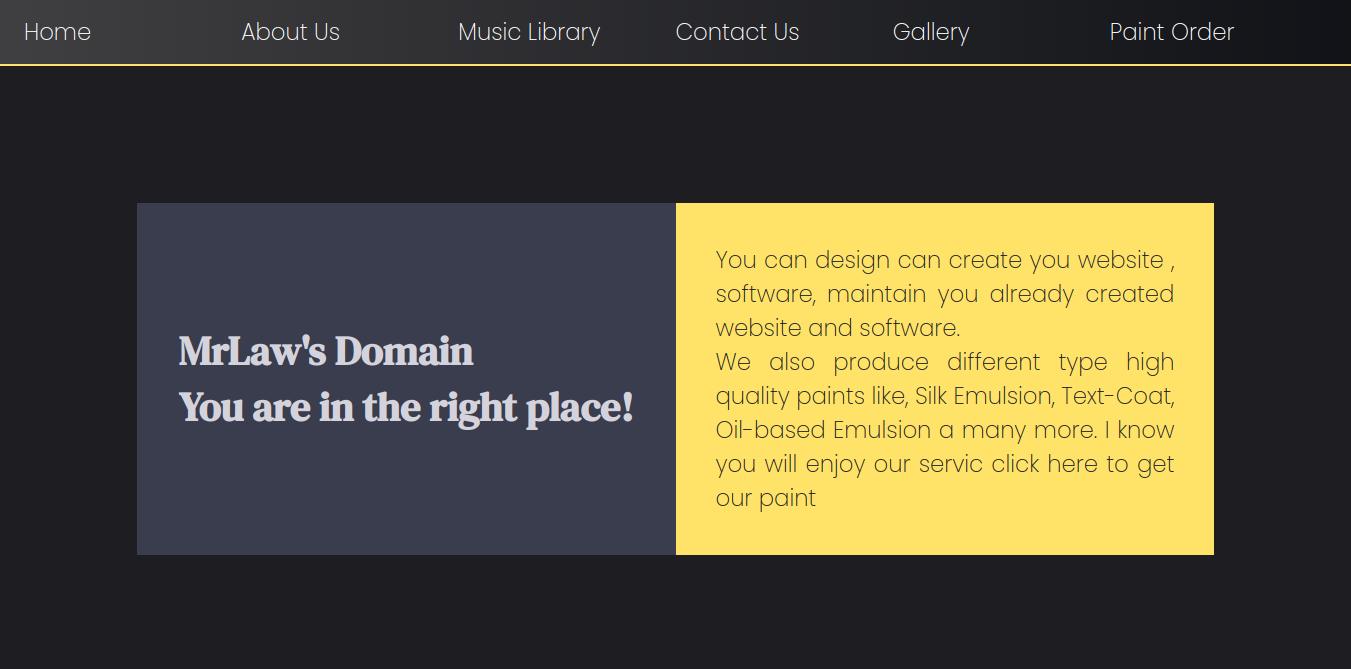 Home About Us Music Library Contact Us Gallery Paint Order
MrLaw's Domain
You are in the right place!
You can design can create you website ,
software, maintain you already created
website and software.
We also produce different type high
quality paints like, Silk Emulsion, Text-Coat,
Oil-based Emulsion a many more. I know
you will enjoy our servic click here to get
our paint